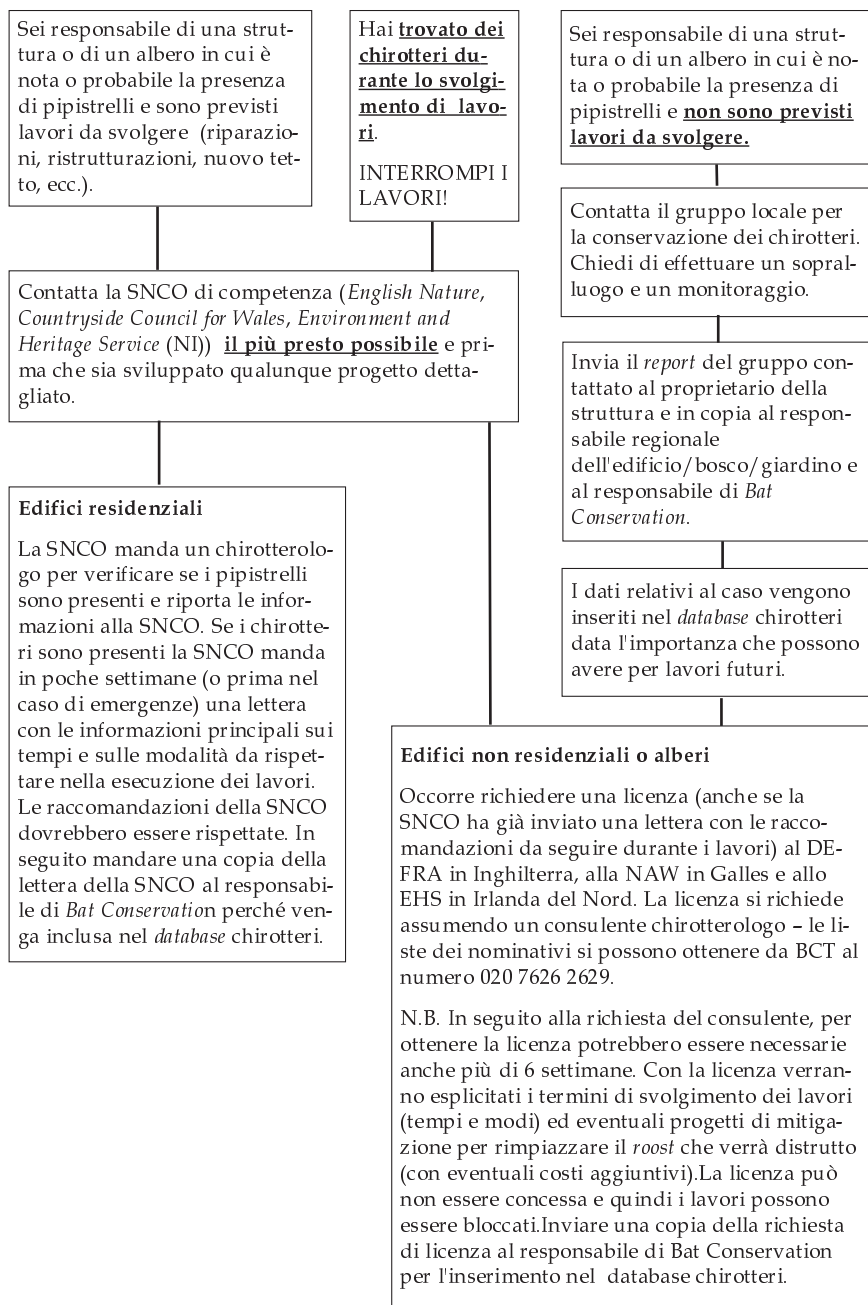 Sei responsabile di una strut-
tura o di un albero in cui è
nota o probabile la presenza
di pipistrelli e sono previsti
lavori da svolgere (riparazio-
ni, ristrutturazioni, nuovo tet-
to, ecc.).
Hai trovato dei
chirotteri du-
rante lo svolgi-
mento di lavo-
ri.
INTERROMPI I
LAVORI!
Sei responsabile di una strut-
tura o di un albero in cui è no-
ta o probabile la presenza di
pipistrelli e non sono previsti
lavori da svolgere.
Contatta il gruppo locale per
la conservazione dei chirotteri.
Chiedi di effettuare un sopral-
luogo e un monitoraggio.
Contatta la SNCO di competenza (English Nature,
Countryside Council for Wales, Environment and
Heritage Service (NI)) il più presto possibile e pri-
ma che sia sviluppato qualunque progetto detta-
gliato.
Invia il report del gruppo con-
tattato al proprietario della
struttura e in copia al respon-
sabile regionale
dell'edificio/bosco/giardino e
al responsabile di Bat
Conservation.
Edifici residenziali
La SNCO manda un chirotterolo-
go per verificare se i pipistrelli
sono presenti e riporta le infor-
mazioni alla SNCO. Se i chirotte-
ri sono presenti la SNCO manda
in poche settimane (o prima nel
caso di emergenze) una lettera
con le informazioni principali sui
tempi e sulle modalità da rispet-
tare nella esecuzione dei lavori.
Le raccomandazioni della SNCO
dovrebbero essere rispettate. In
seguito mandare una copia della
lettera della SNCO al responsabi-
le di Bat Conservation perché ven-
ga inclusa nel database chirotteri.
I dati relativi al caso vengono
inseriti nel database chirotteri
data l'importanza che possono
avere per lavori futuri.
Edifici non residenziali o alberi
Occorre richiedere una licenza (anche se la
SNCO ha già inviato una lettera con le racco-
mandazioni da seguire durante i lavori) al DE-
FRA in Inghilterra, alla NAW in Galles e allo
EHS in Irlanda del Nord. La licenza si richiede
assumendo un consulente chirotterologo – le li-
ste dei nominativi si possono ottenere da BCT al
numero 020 7626 2629.
N.B. In seguito alla richiesta del consulente, per
ottenere la licenza potrebbero essere necessarie
anche più di 6 settimane. Con la licenza verran-
no esplicitati i termini di svolgimento dei lavori
(tempi e modi) ed eventuali progetti di mitiga-
zione per rimpiazzare il roost che verrà distrutto
(con eventuali costi aggiuntivi).La licenza può
non essere concessa e quindi i lavori possono
essere bloccati.Inviare una copia della richiesta
di licenza al responsabile di Bat Conservation
per l'inserimento nel database chirotteri.